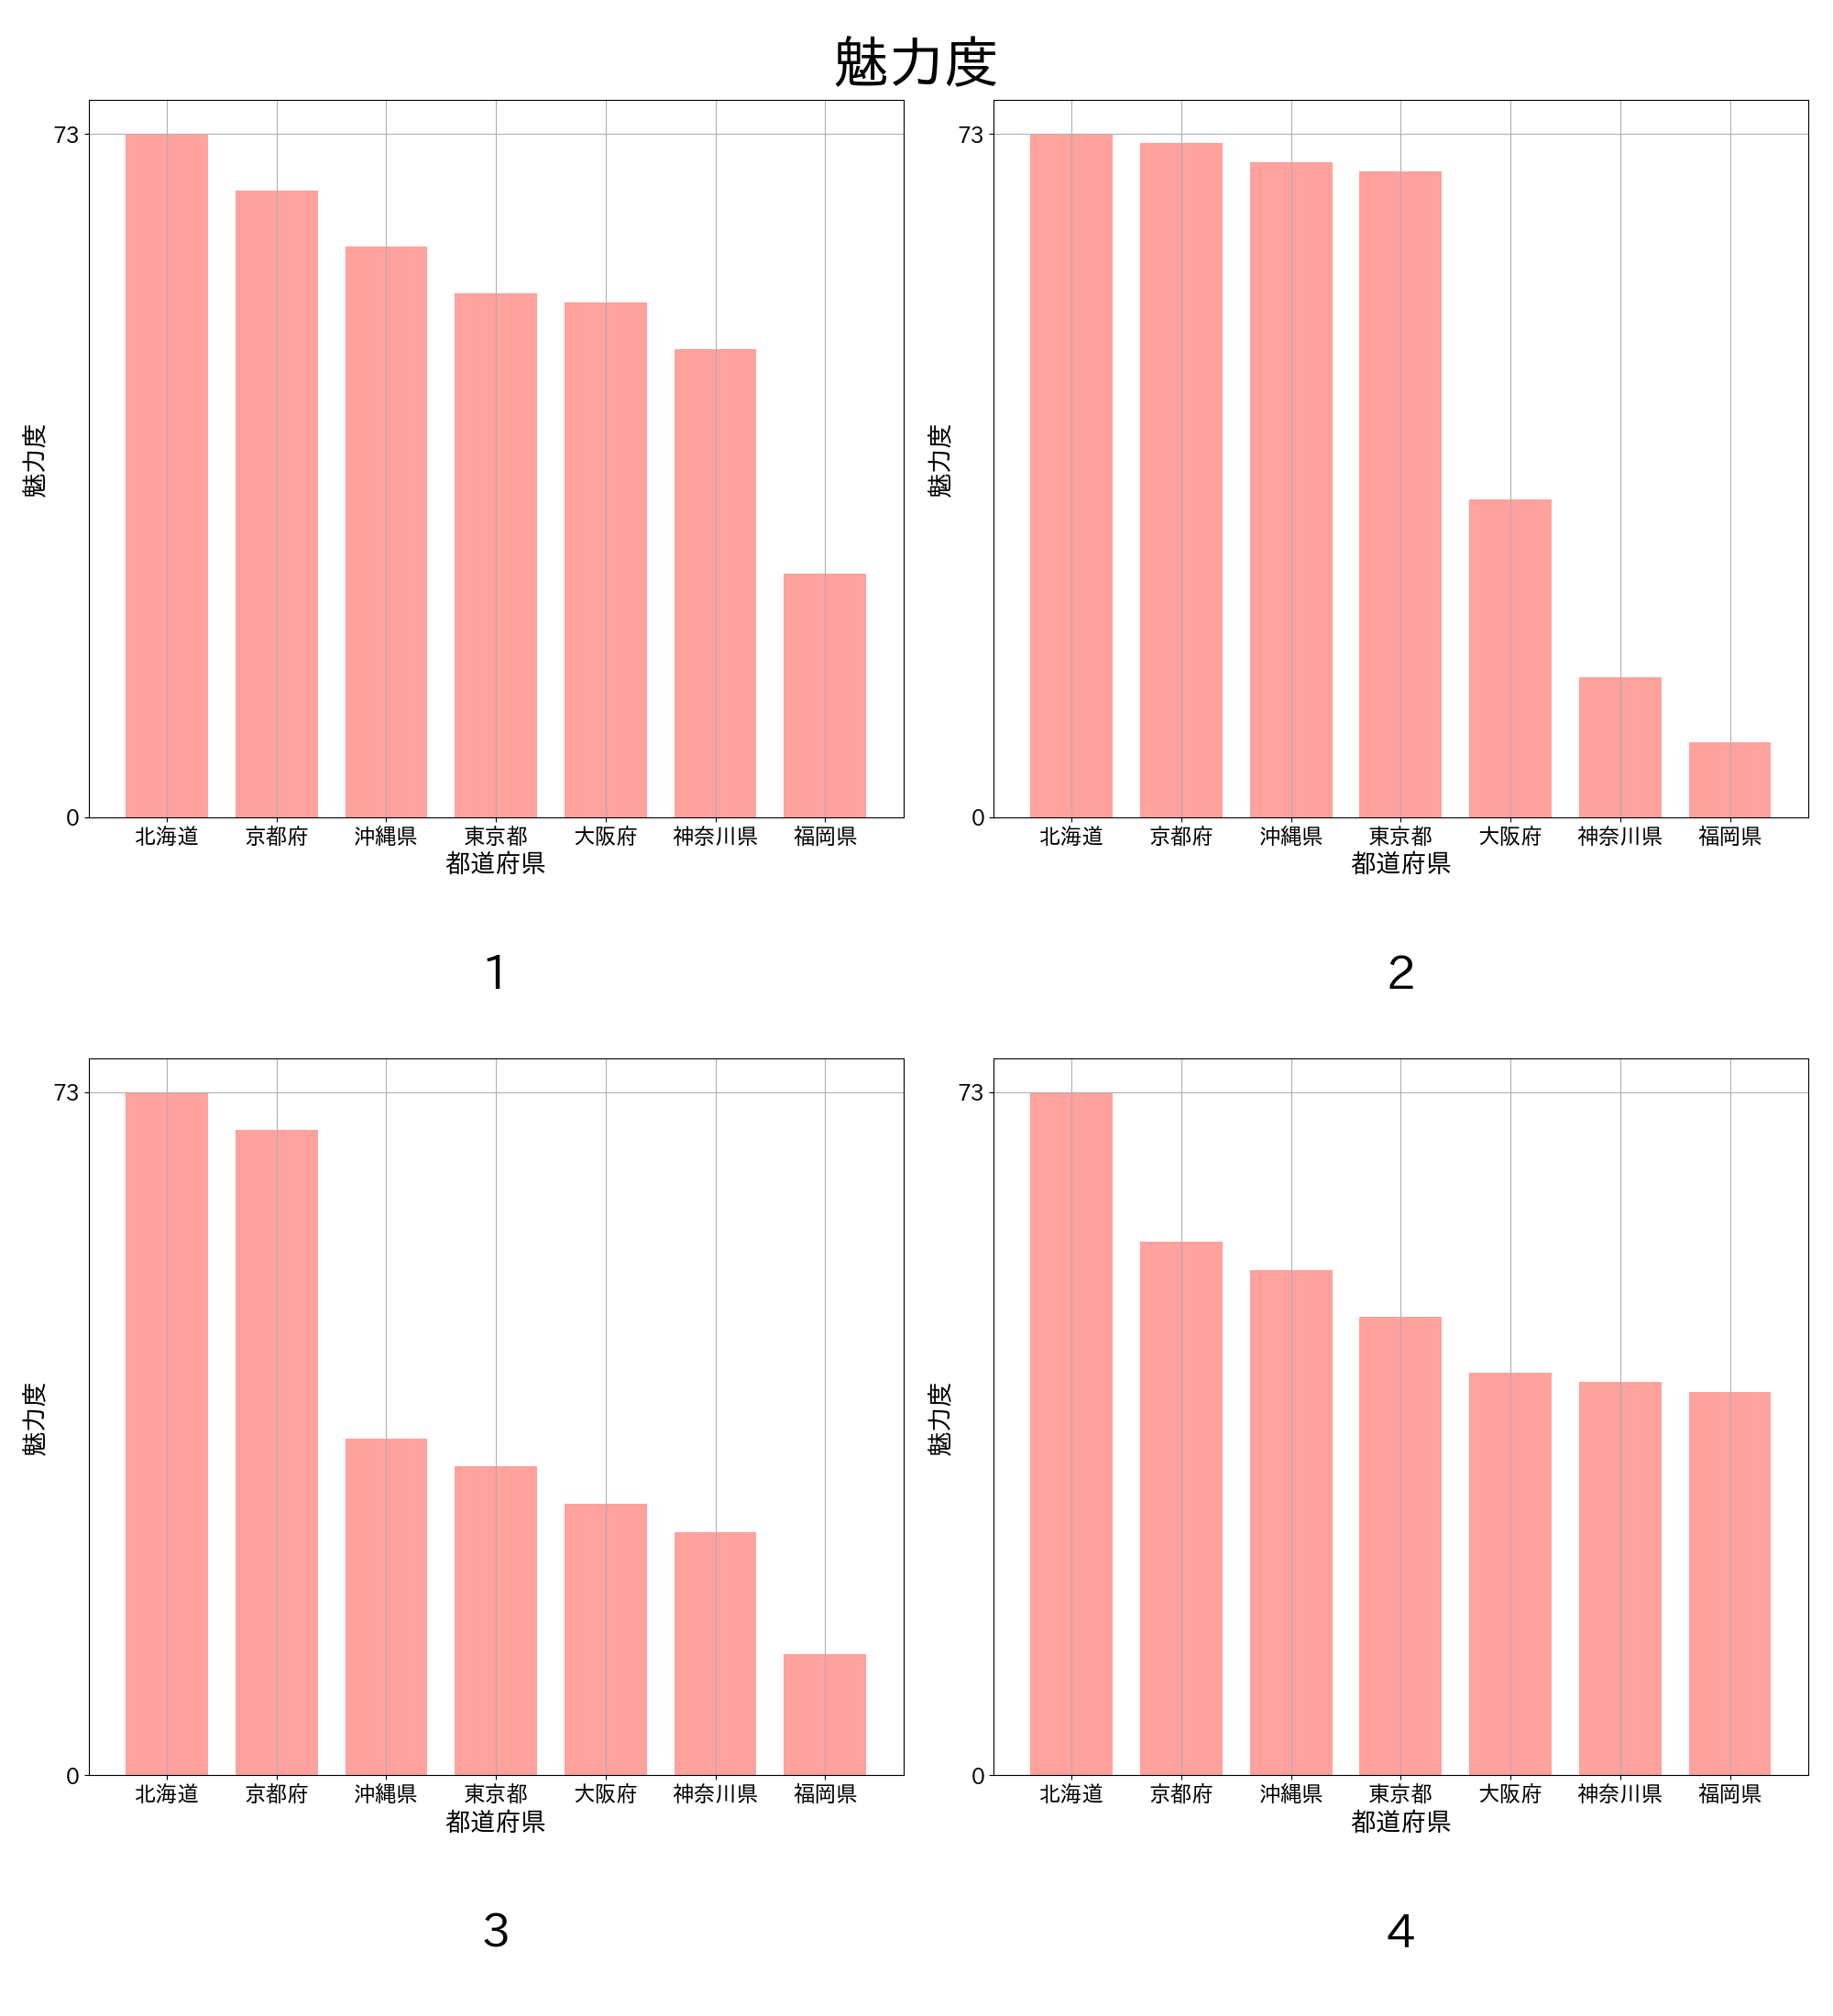 魅力度
73
0
魅力度
北海道 京都府 沖縄県 東京都 大阪府 神奈川県 福岡県
都道府県
1
73
0
魅力度
北海道 京都府 沖縄県 東京都 大阪府 神奈川県 福岡県
都道府県
2
73
0
魅力度
北海道 京都府 沖縄県 東京都 大阪府 神奈川県 福岡県
都道府県
3
73
0
魅力度
北海道 京都府 沖縄県 東京都 大阪府 神奈川県 福岡県
都道府県
4